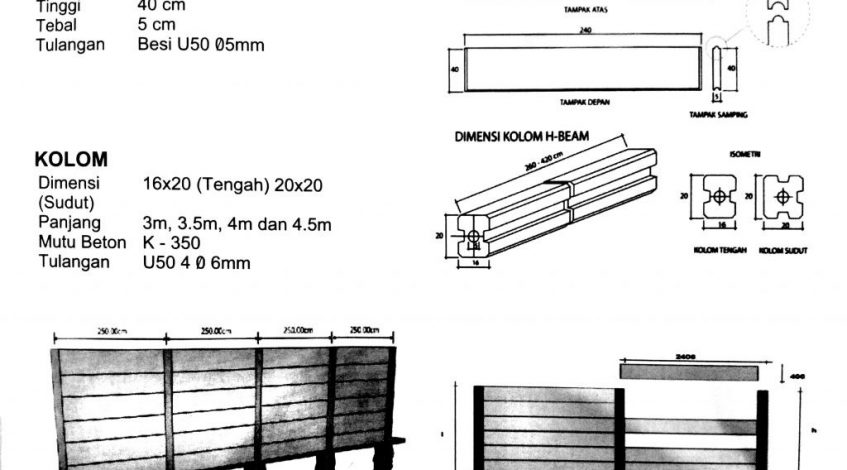 Tinggi 40 cm
Tebal 5 cm
Tulangan Besi U50 Ø5mm
TAMPAK ATAS
240
40
40
5
TAMPAK DEPAN
TAMPAK SAMPING
KOLOM
Dimensi 16x20 (Tengah) 20x20
(Sudut)
Panjang 3m, 3.5m, 4m dan 4.5m
Mutu Beton K - 350
Tulangan U50 4 Ø 6mm
DIMENSI KOLOM H-BEAM
260 - 420 cm
20
16
ISOMETRI
20
16
20
20
KOLOM TENGAH
KOLOM SUDUT
250.00cm 250.00cm 250.00cm 250.00cm
2406